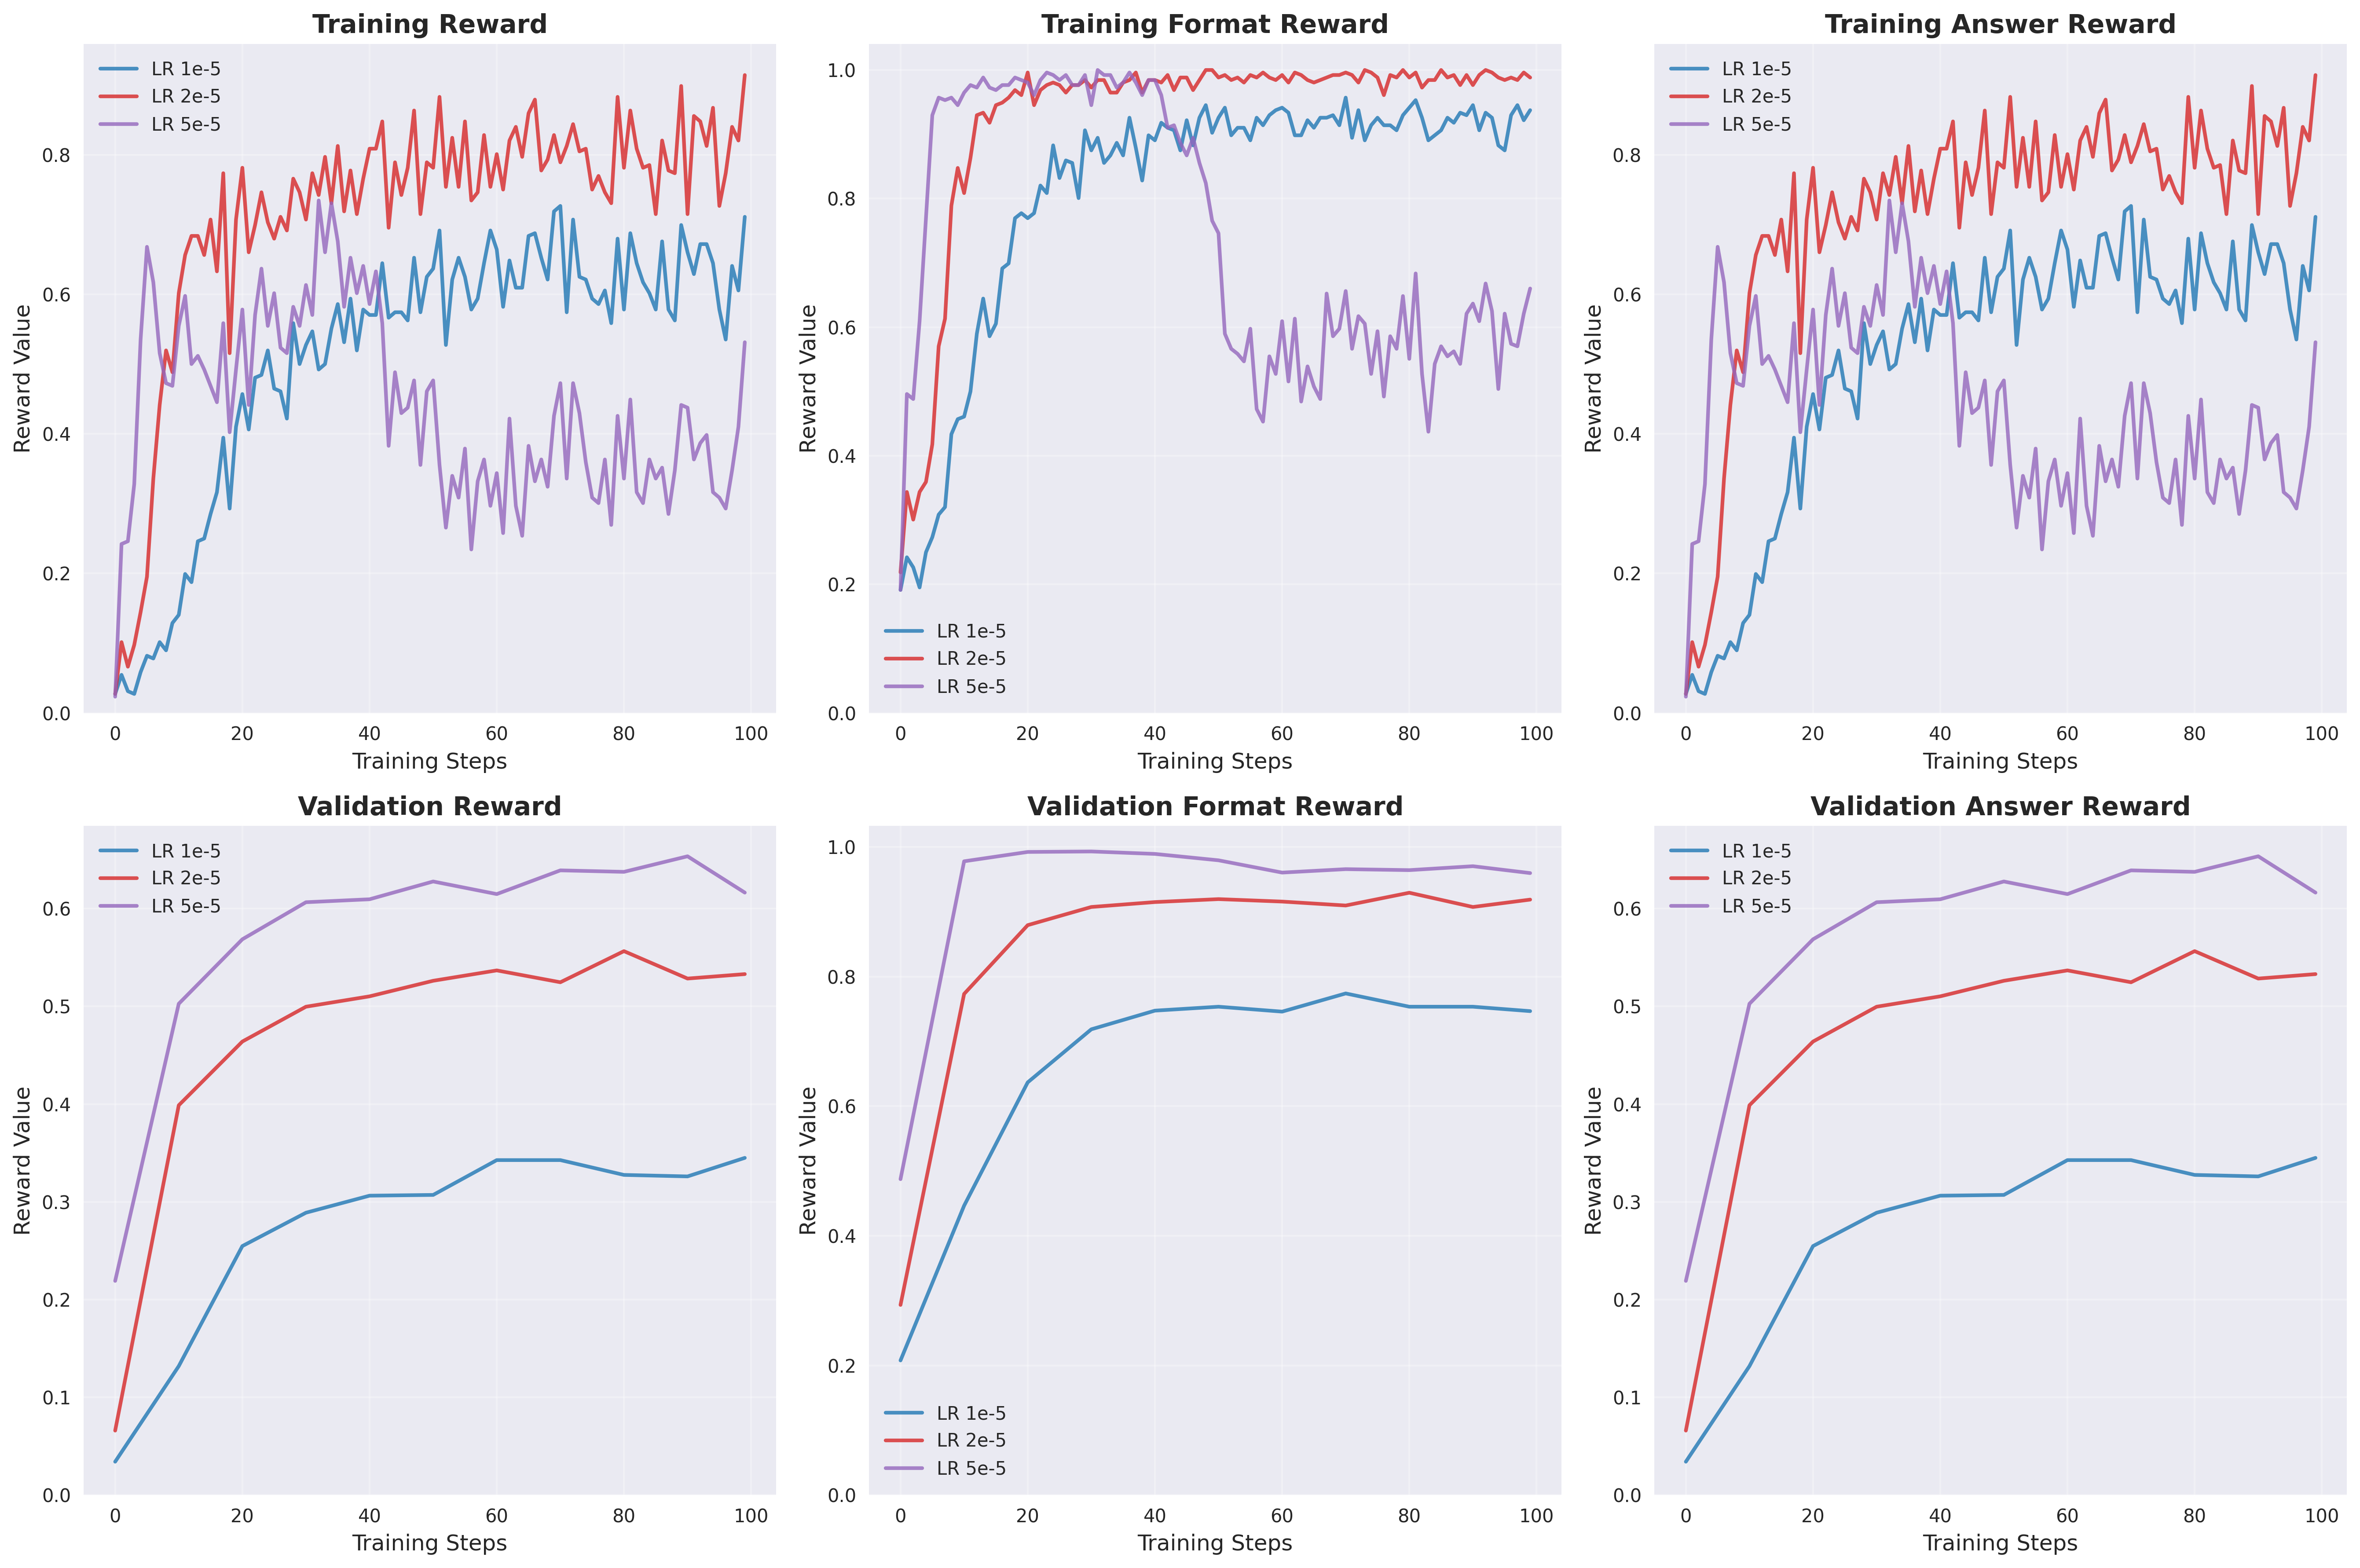 Training Reward
Reward Value
0.8
0.6
0.4
0.2
0.0
LR 1e-5
LR 2e-5
LR 5e-5
0 20 40 60 80 100
Training Steps
Training Format Reward
Reward Value
1.0
0.8
0.6
0.4
0.2
0.0
LR 1e-5
LR 2e-5
LR 5e-5
0 20 40 60 80 100
Training Steps
Training Answer Reward
Reward Value
0.8
0.6
0.4
0.2
0.0
LR 1e-5
LR 2e-5
LR 5e-5
0 20 40 60 80 100
Training Steps
Validation Reward
Reward Value
0.6
0.5
0.4
0.3
0.2
0.1
0.0
LR 1e-5
LR 2e-5
LR 5e-5
0 20 40 60 80 100
Training Steps
Validation Format Reward
Reward Value
1.0
0.8
0.6
0.4
0.2
0.0
LR 1e-5
LR 2e-5
LR 5e-5
0 20 40 60 80 100
Training Steps
Validation Answer Reward
Reward Value
0.6
0.5
0.4
0.3
0.2
0.1
0.0
LR 1e-5
LR 2e-5
LR 5e-5
0 20 40 60 80 100
Training Steps